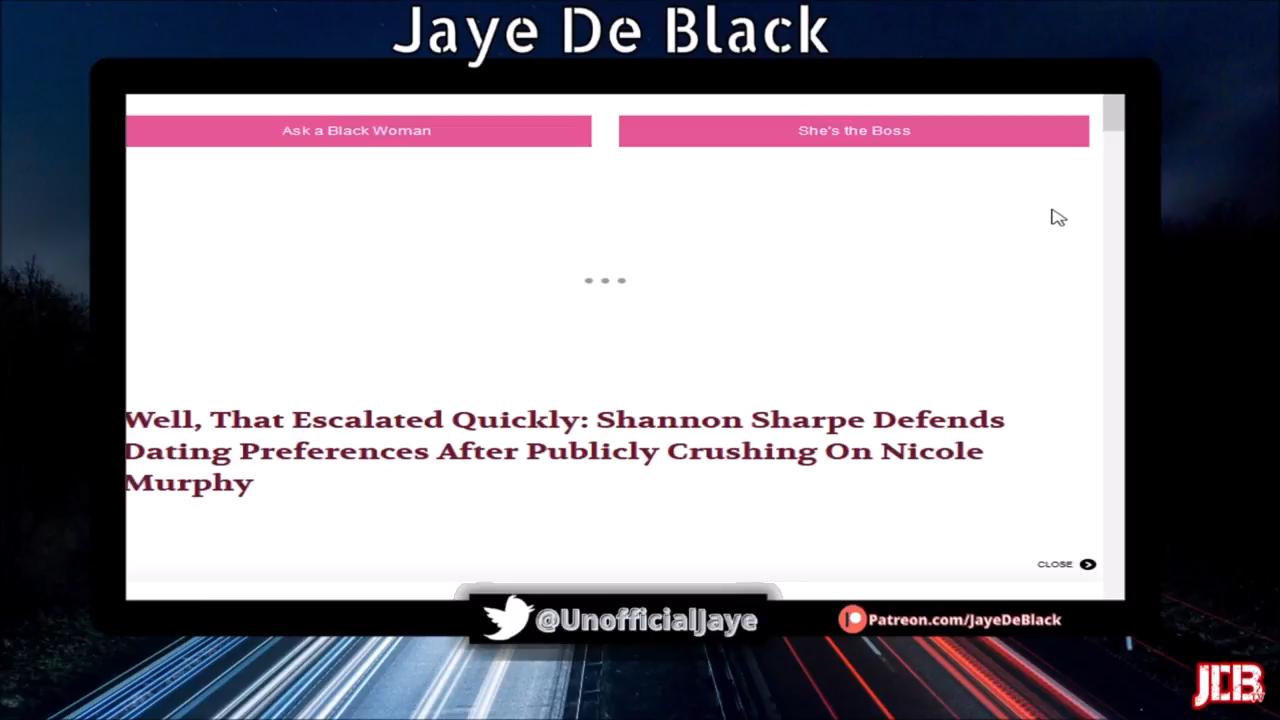 Jaye De Black
Ask a Black Woman
She's the Boss
Well, That Escalated Quickly: Shannon Sharpe Defends
Dating Preferences After Publicly Crushing On Nicole
Murphy
CLOSE
@UnofficialJaye
Patreon.com/JayeDeBlack